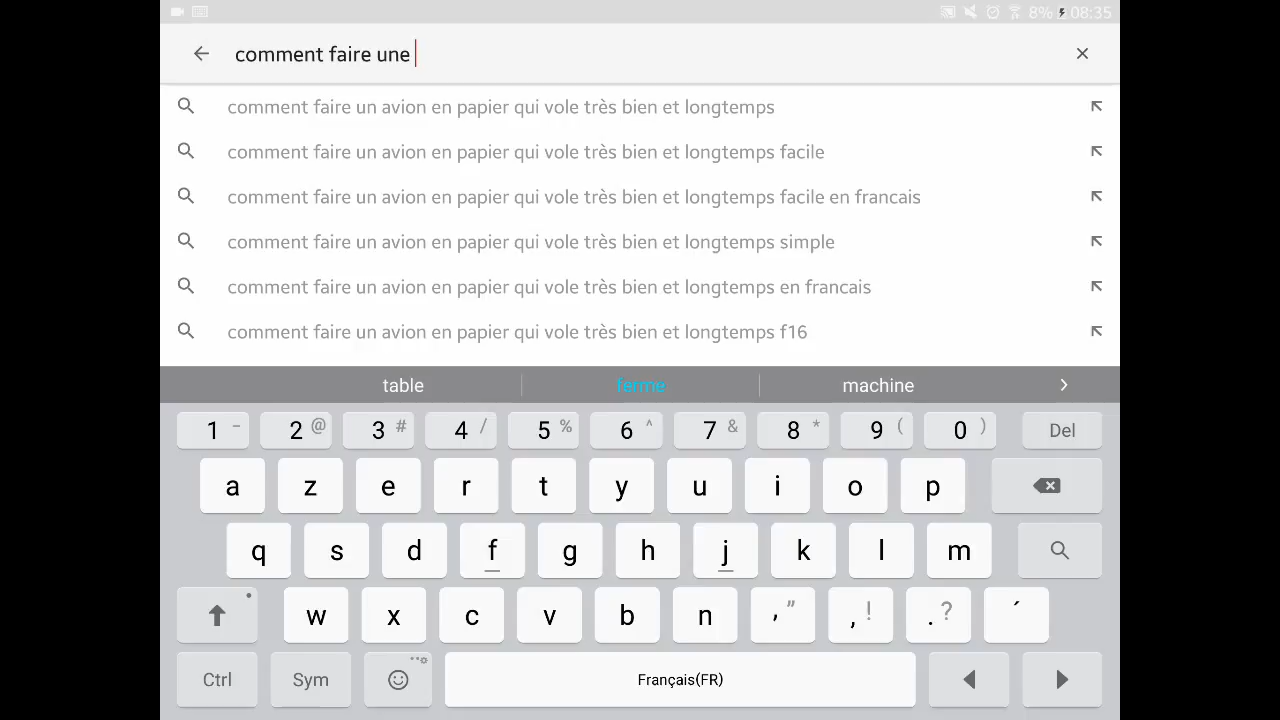 8% 08:35
comment faire une
comment faire un avion en papier qui vole très bien et longtemps
comment faire un avion en papier qui vole très bien et longtemps facile
comment faire un avion en papier qui vole très bien et longtemps facile en francais
comment faire un avion en papier qui vole très bien et longtemps simple
comment faire un avion en papier qui vole très bien et longtemps en francais
comment faire un avion en papier qui vole très bien et longtemps f16
table ferme machine
1 - 2 @ 3 # 4 / 5 % 6 ^ 7 & 8 * 9 ( 0 ) Del
a z e r t y u i o p
q s d f g h j k l m
w x c v b n ' " , ! . ? ´
Ctrl Sym Français(FR)